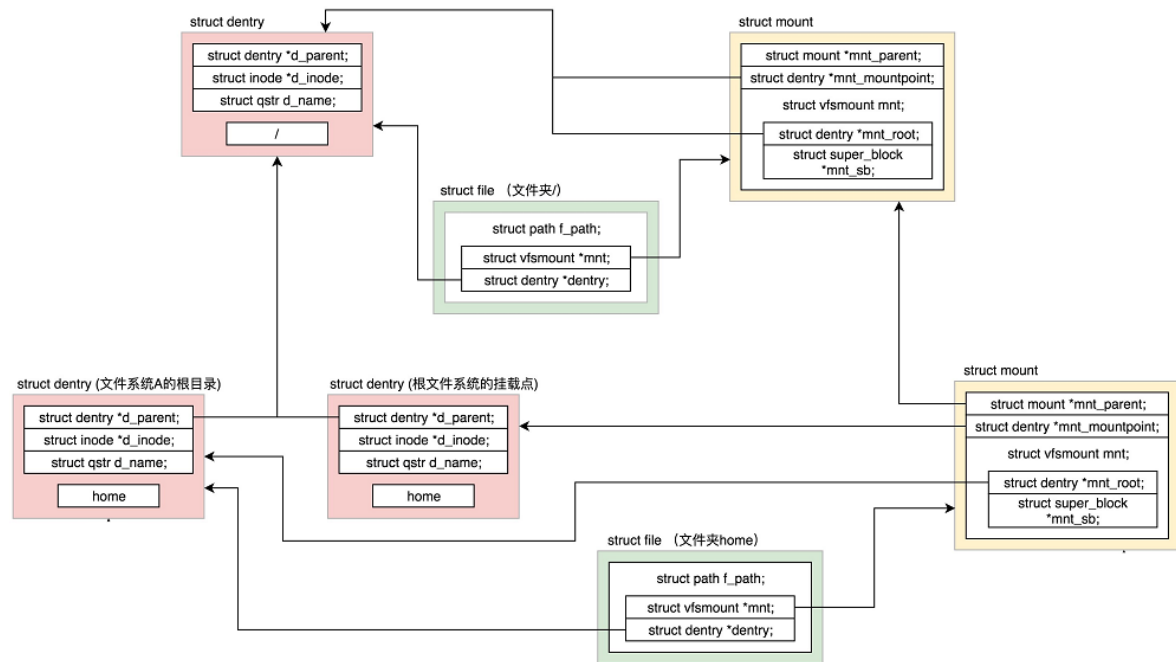 struct dentry
struct dentry *d_parent;
struct inode *d_inode;
struct qstr d_name;
/
struct mount
struct mount *mnt_parent;
struct dentry *mnt_mountpoint;
struct vfsmount mnt;
struct dentry *mnt_root;
struct super_block
*mnt_sb;
struct file （文件夹/)
struct path f_path;
struct vfsmount *mnt;
struct dentry *dentry;
struct dentry (文件系统A的根目录)
struct dentry *d_parent;
struct inode *d_inode;
struct qstr d_name;
home
struct dentry (根文件系统的挂载点)
struct dentry *d_parent;
struct inode *d_inode;
struct qstr d_name;
home
struct mount
struct mount *mnt_parent;
struct dentry *mnt_mountpoint;
struct vfsmount mnt;
struct dentry *mnt_root;
struct super_block
*mnt_sb;
struct file （文件夹home）
struct path f_path;
struct vfsmount *mnt;
struct dentry *dentry;